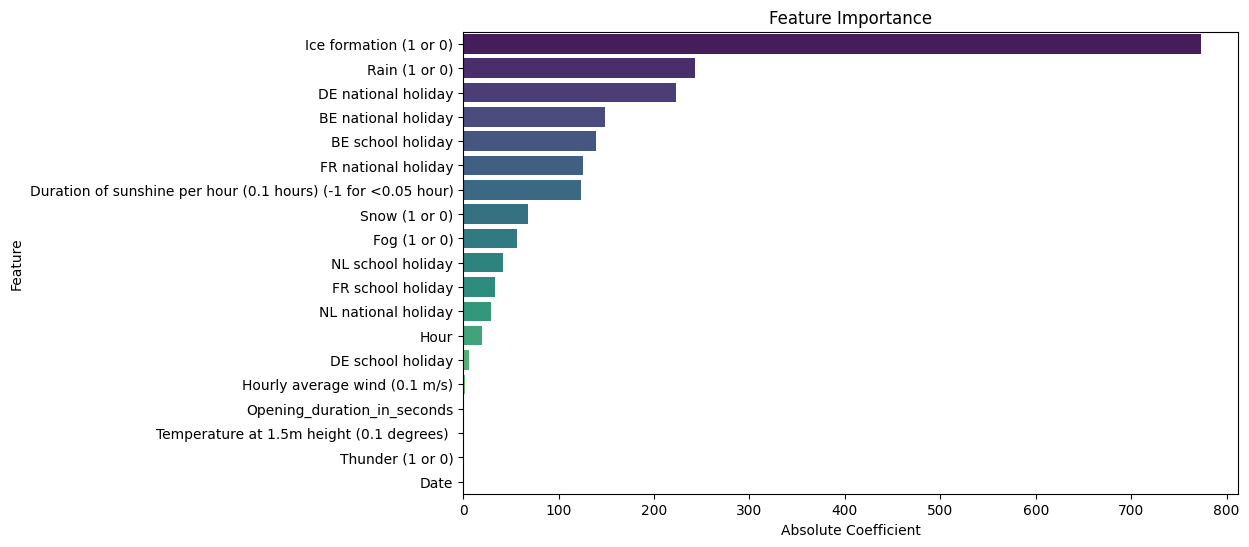 Feature Importance
Feature
Ice formation (1 or 0)
Rain (1 or 0)
DE national holiday
BE national holiday
BE school holiday
FR national holiday
Duration of sunshine per hour (0.1 hours) (-1 for <0.05 hour)
Snow (1 or 0)
Fog (1 or 0)
NL school holiday
FR school holiday
NL national holiday
Hour
DE school holiday
Hourly average wind (0.1 m/s)
Opening_duration_in_seconds
Temperature at 1.5m height (0.1 degrees)
Thunder (1 or 0)
Date
0 100 200 300 400 500 600 700 800
Absolute Coefficient